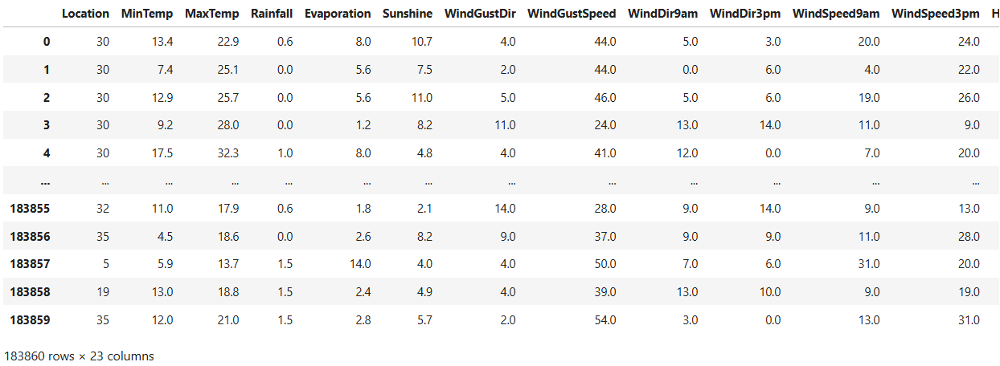 Location MinTemp MaxTemp Rainfall Evaporation Sunshine WindGustDir WindGustSpeed WindDir9am WindDir3pm WindSpeed9am WindSpeed3pm H
0 30 13.4 22.9 0.6 8.0 10.7 4.0 44.0 5.0 3.0 20.0 24.0
1 30 7.4 25.1 0.0 5.6 7.5 2.0 44.0 0.0 6.0 4.0 22.0
2 30 12.9 25.7 0.0 5.6 11.0 5.0 46.0 5.0 6.0 19.0 26.0
3 30 9.2 28.0 0.0 1.2 8.2 11.0 24.0 13.0 14.0 11.0 9.0
4 30 17.5 32.3 1.0 8.0 4.8 4.0 41.0 12.0 0.0 7.0 20.0
... ... ... ... ... ... ... ... ... ... ... ... ...
183855 32 11.0 17.9 0.6 1.8 2.1 14.0 28.0 9.0 14.0 9.0 13.0
183856 35 4.5 18.6 0.0 2.6 8.2 9.0 37.0 9.0 9.0 11.0 28.0
183857 5 5.9 13.7 1.5 14.0 4.0 4.0 50.0 7.0 6.0 31.0 20.0
183858 19 13.0 18.8 1.5 2.4 4.9 4.0 39.0 13.0 10.0 9.0 19.0
183859 35 12.0 21.0 1.5 2.8 5.7 2.0 54.0 3.0 0.0 13.0 31.0
183860 rows × 23 columns